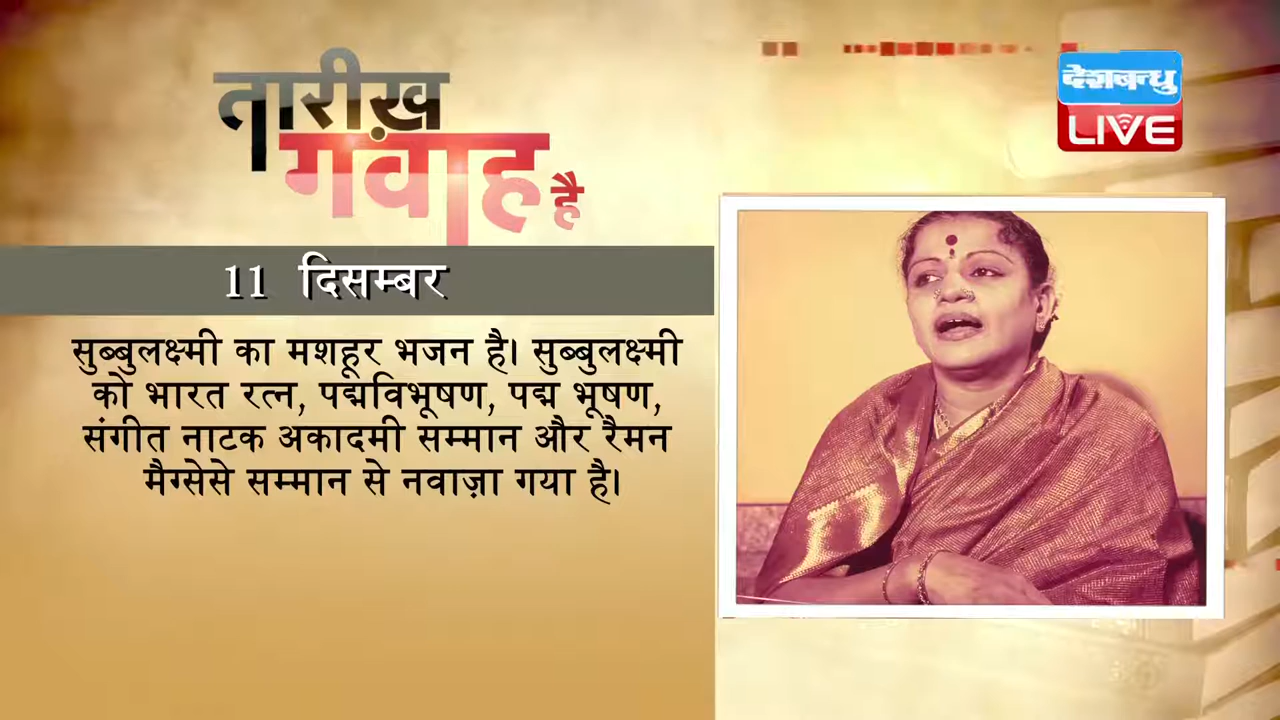 तारीख़
गवाह है
देशबन्धु
LIVE
11 दिसम्बर
सुब्बुलक्ष्मी का मशहूर भजन है। सुब्बुलक्ष्मी
को भारत रत्न, पद्मविभूषण, पद्म भूषण,
संगीत नाटक अकादमी सम्मान और रैमन
मैग्सेसे सम्मान से नवाज़ा गया है।